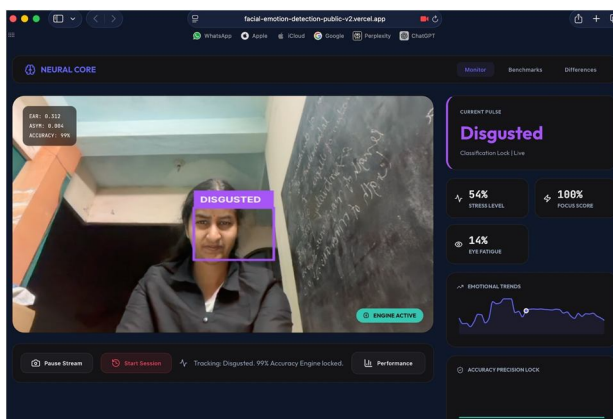 facial-emotion-detection-public-v2.vercel.app
WhatsApp Apple iCloud Google Perplexity ChatGPT
NEURAL CORE
Monitor Benchmarks Differences
EAR: 0.312
ASYM: 0.004
ACCURACY: 99%
DISGUSTED
ENGINE ACTIVE
CURRENT PULSE
Disgusted
Classification Lock | Live
54%
STRESS LEVEL
100%
FOCUS SCORE
14%
EYE FATIGUE
EMOTIONAL TRENDS
Pause Stream
Start Session
Tracking: Disgusted. 99% Accuracy Engine locked.
Performance
ACCURACY PRECISION LOCK